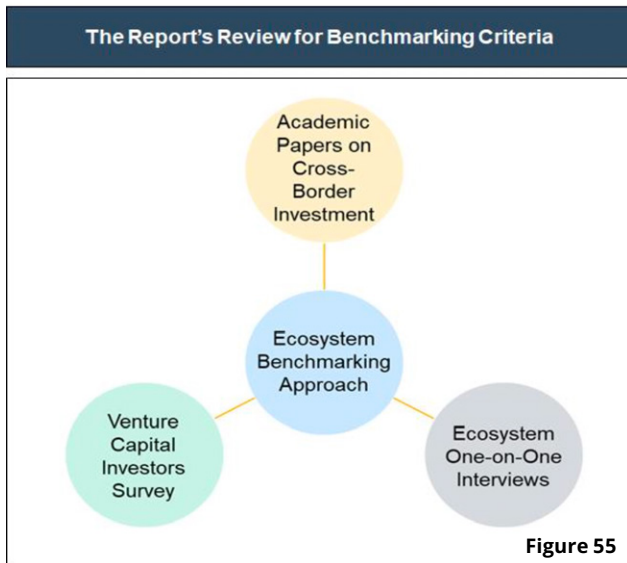 The Report's Review for Benchmarking Criteria
Academic
Papers on
Cross-
Border
Investment
Ecosystem
Benchmarking
Approach
Venture
Capital
Investors
Survey
Ecosystem
One-on-One
Interviews
Figure 55